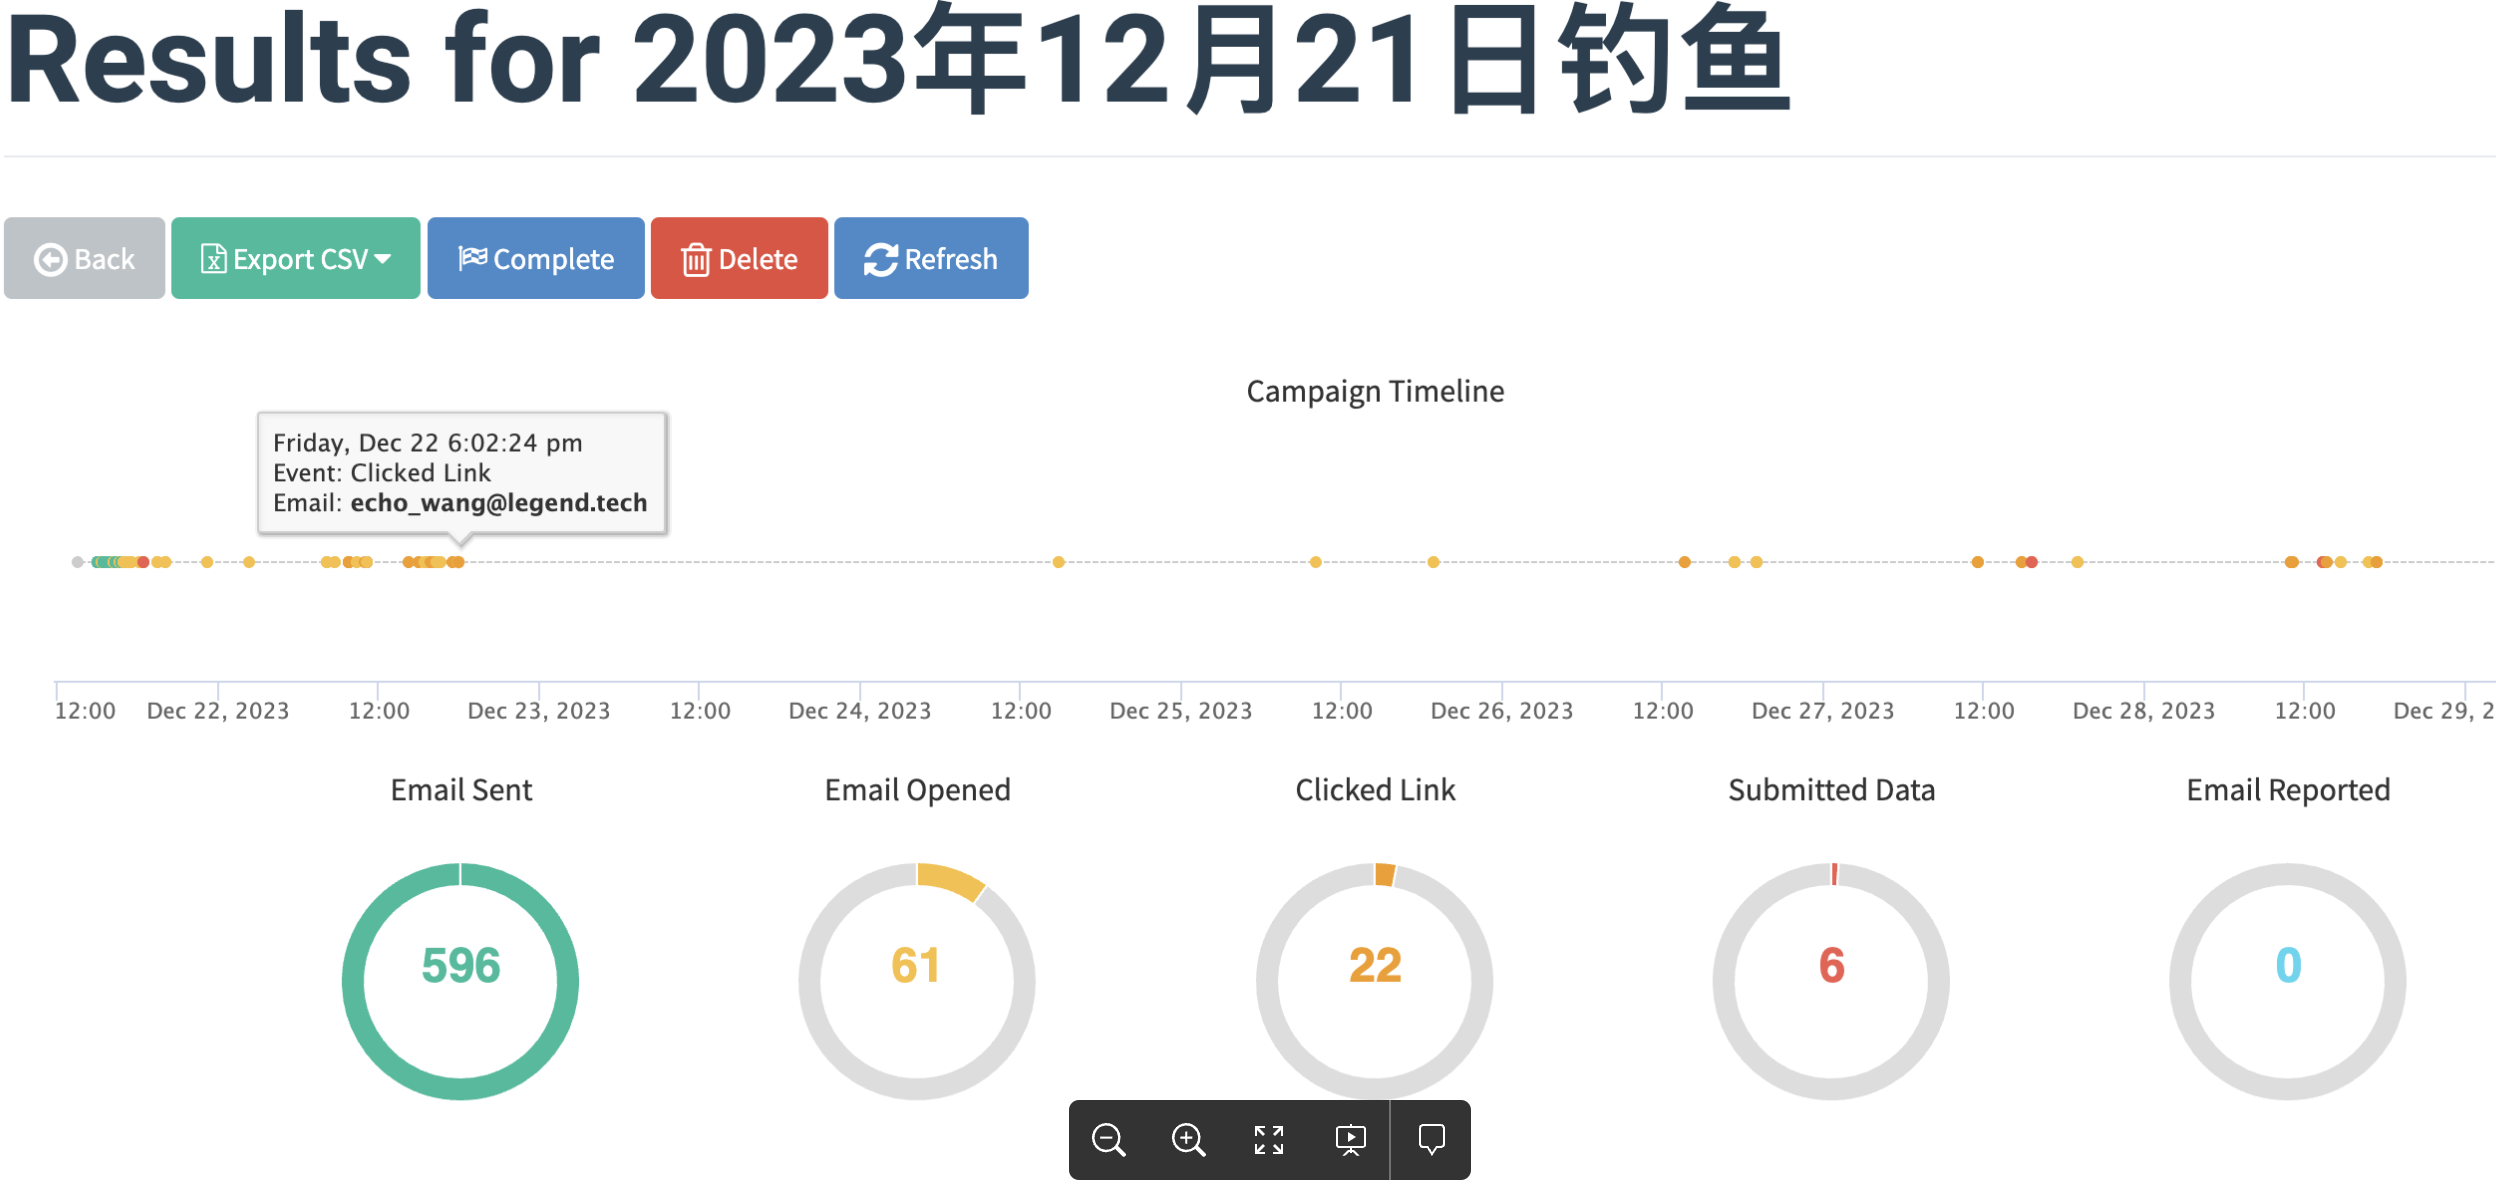 Results for 2023年12月21日钓鱼
Back Export CSV Complete Delete Refresh
Campaign Timeline
Friday, Dec 22 6:02:24 pm
Event: Clicked Link
Email: echo_wang@legend.tech
12:00 Dec 22, 2023 12:00 Dec 23, 2023 12:00 Dec 24, 2023 12:00 Dec 25, 2023 12:00 Dec 26, 2023 12:00 Dec 27, 2023 12:00 Dec 28, 2023 12:00 Dec 29, 2
Email Sent Email Opened Clicked Link Submitted Data Email Reported
596 61 22 6 0